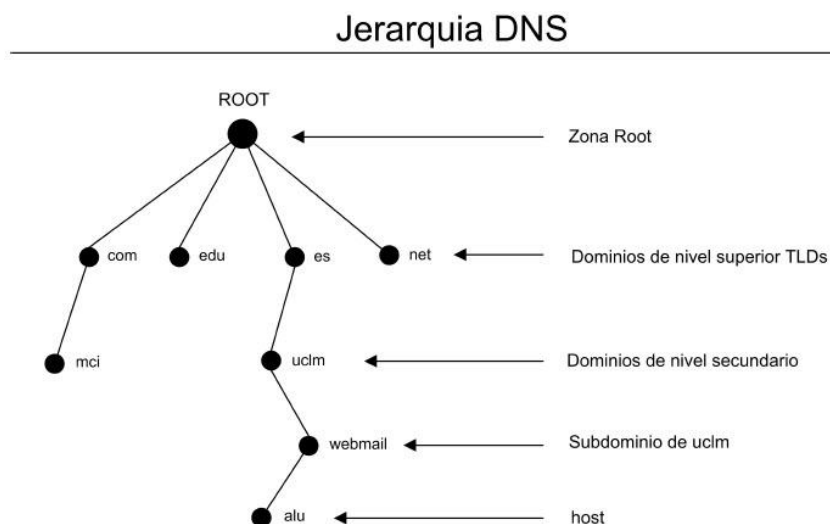 Jerarquia DNS
ROOT
Zona Root
com
edu
es
net
Dominios de nivel superior TLDs
mci
uclm
Dominios de nivel secundario
webmail
Subdominio de uclm
alu
host